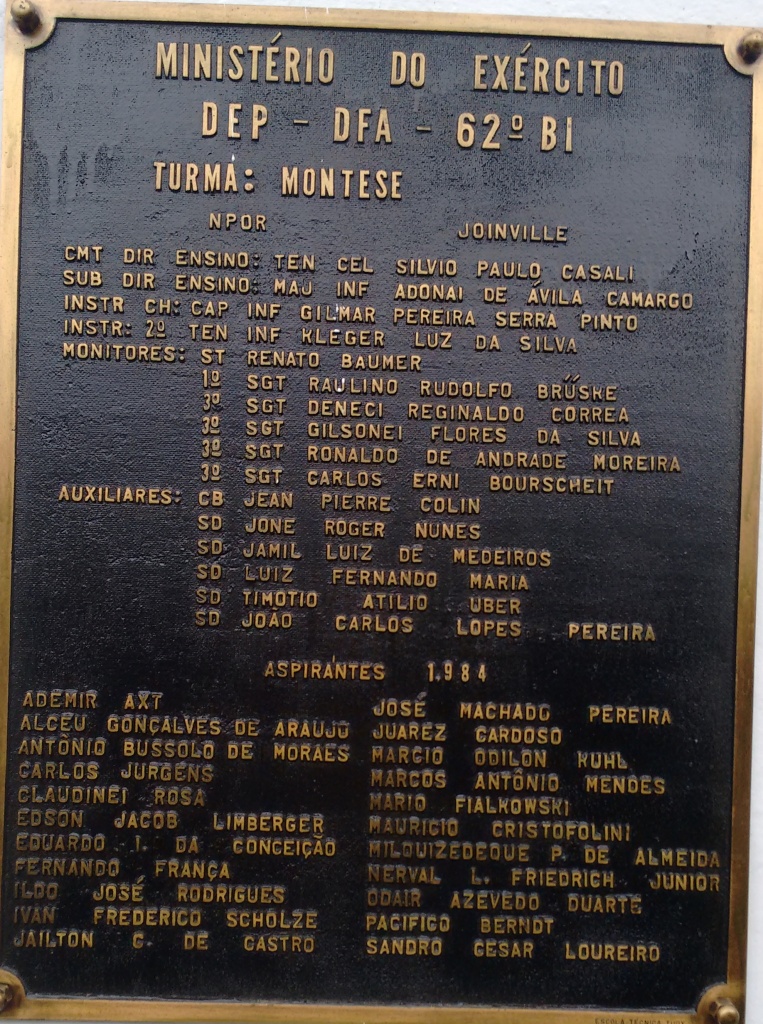 MINISTÉRIO DO EXÉRCITO
DEP - DFA - 62º BI
TURMA: MONTESE
NPOR JOINVILLE
CMT DIR ENSINO: TEN CEL SILVIO PAULO CASALI
SUB DIR ENSINO: MAJ INF ADONAI DE ÁVILA CAMARGO
INSTR CH: CAP INF GILMAR PEREIRA SERRA PINTO
INSTR: 2º TEN INF KLEGER LUZ DA SILVA
MONITORES: ST RENATO BAUMER
1º SGT RAULINO RUDOLFO BRÜSKE
3º SGT DENECI REGINALDO CORREA
3º SGT GILSONEI FLORES DA SILVA
3º SGT RONALDO DE ANDRADE MOREIRA
3º SGT CARLOS ERNI BOURSCHEIT
AUXILIARES: CB JEAN PIERRE COLIN
SD JONE ROGER NUNES
SD JAMIL LUIZ DE MEDEIROS
SD LUIZ FERNANDO MARIA
SD TIMOTIO ATILIO UBER
SD JOÃO CARLOS LOPES PEREIRA
ASPIRANTES 1984
ADEMIR AXT
ALCEU GONÇALVES DE ARAUJO
ANTÔNIO BUSSOLO DE MORAES
CARLOS JURGENS
CLAUDINEI ROSA
EDSON JACOB LIMBERGER
EDUARDO I. DA CONCEIÇÃO
FERNANDO FRANÇA
ILDO JOSÉ RODRIGUES
IVAN FREDERICO SCHOLZE
JAILTON C. DE CASTRO
JOSÉ MACHADO PEREIRA
JUAREZ CARDOSO
MARCIO ODILON KUHL
MARCOS ANTÔNIO MENDES
MARIO FIALKOWSKI
MAURICIO CRISTOFOLINI
MILQUIZEDEQUE P. DE ALMEIDA
NERVAL L. FRIEDRICH JUNIOR
ODAIR AZEVEDO DUARTE
PACIFICO BERNDT
SANDRO CESAR LOUREIRO
ESCOLA TECNICA